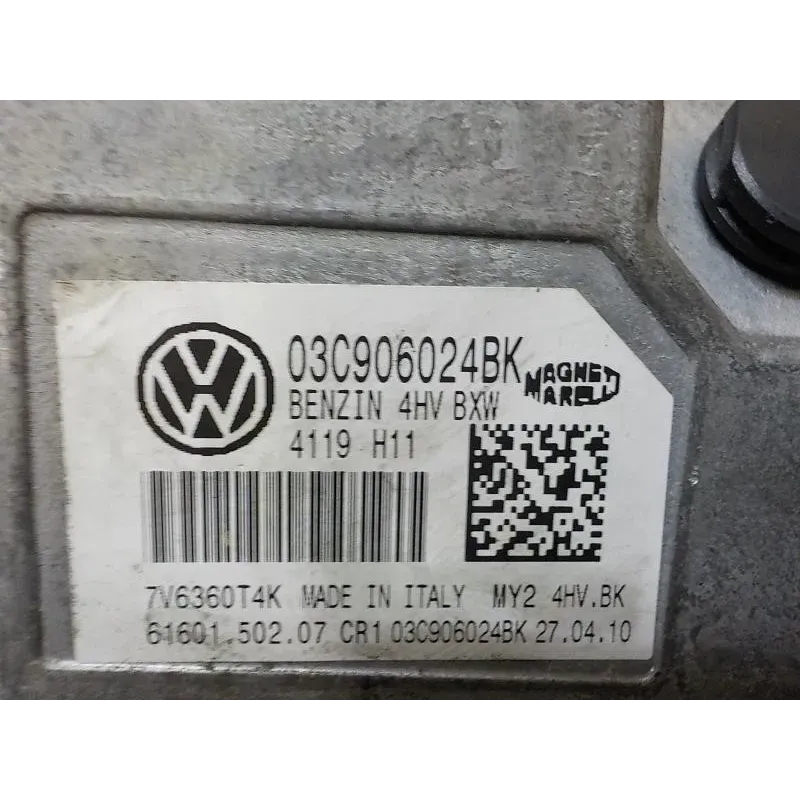 03C906024BK
BENZIN 4HV BXW
4119 H11
MAGNETI
MARELLI
7V6360T4K MADE IN ITALY MY2 4HV.BK
61601.502.07 CR1 03C906024BK 27.04.10